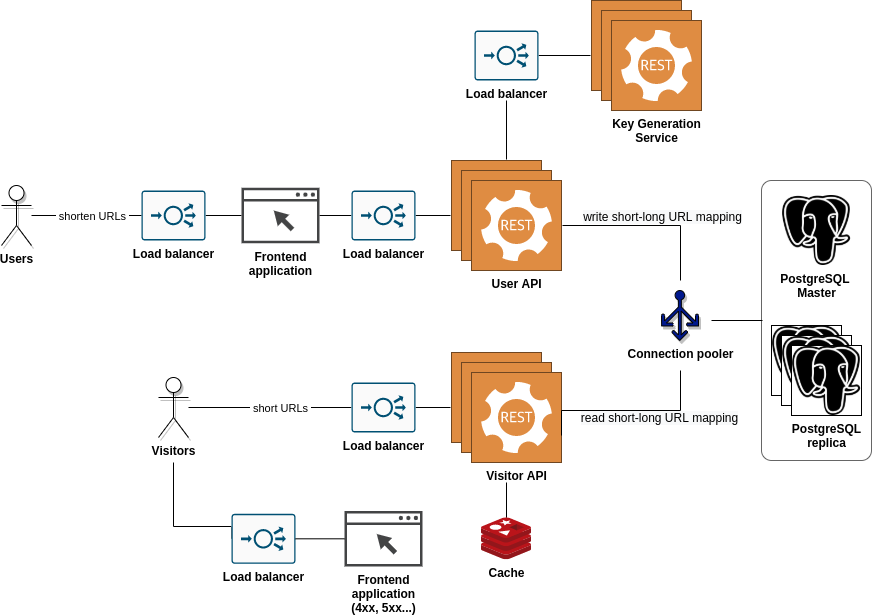 REST
Load balancer
Key Generation
Service
shorten URLs
REST
write short-long URL mapping
Users
Load balancer
Frontend
application
Load balancer
User API
PostgreSQL
Master
Connection pooler
short URLs
REST
read short-long URL mapping
PostgreSQL
replica
Visitors
Load balancer
Visitor API
Load balancer
Frontend
application
(4xx, 5xx...)
Cache